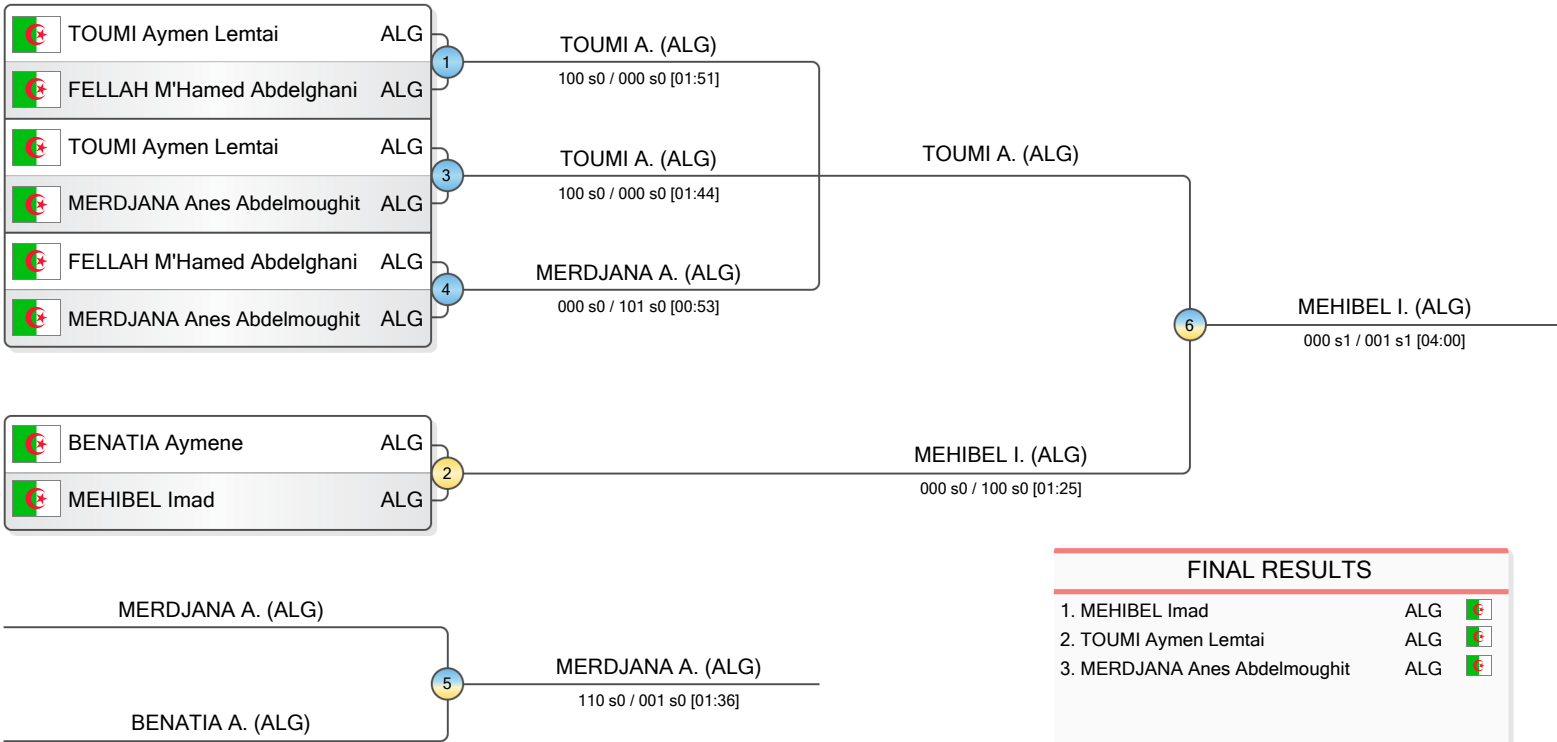 TOUMI Aymen Lemtai ALG
FELLAH M'Hamed Abdelghani ALG
1
TOUMI A. (ALG)
100 s0 / 000 s0 [01:51]
TOUMI Aymen Lemtai ALG
MERDJANA Anes Abdelmoughit ALG
3
TOUMI A. (ALG)
100 s0 / 000 s0 [01:44]
FELLAH M'Hamed Abdelghani ALG
MERDJANA Anes Abdelmoughit ALG
4
MERDJANA A. (ALG)
000 s0 / 101 s0 [00:53]
TOUMI A. (ALG)
BENATIA Aymene ALG
MEHIBEL Imad ALG
2
MEHIBEL I. (ALG)
000 s0 / 100 s0 [01:25]
6
MEHIBEL I. (ALG)
000 s1 / 001 s1 [04:00]
MERDJANA A. (ALG)
BENATIA A. (ALG)
5
MERDJANA A. (ALG)
110 s0 / 001 s0 [01:36]
FINAL RESULTS
1. MEHIBEL Imad ALG
2. TOUMI Aymen Lemtai ALG
3. MERDJANA Anes Abdelmoughit ALG